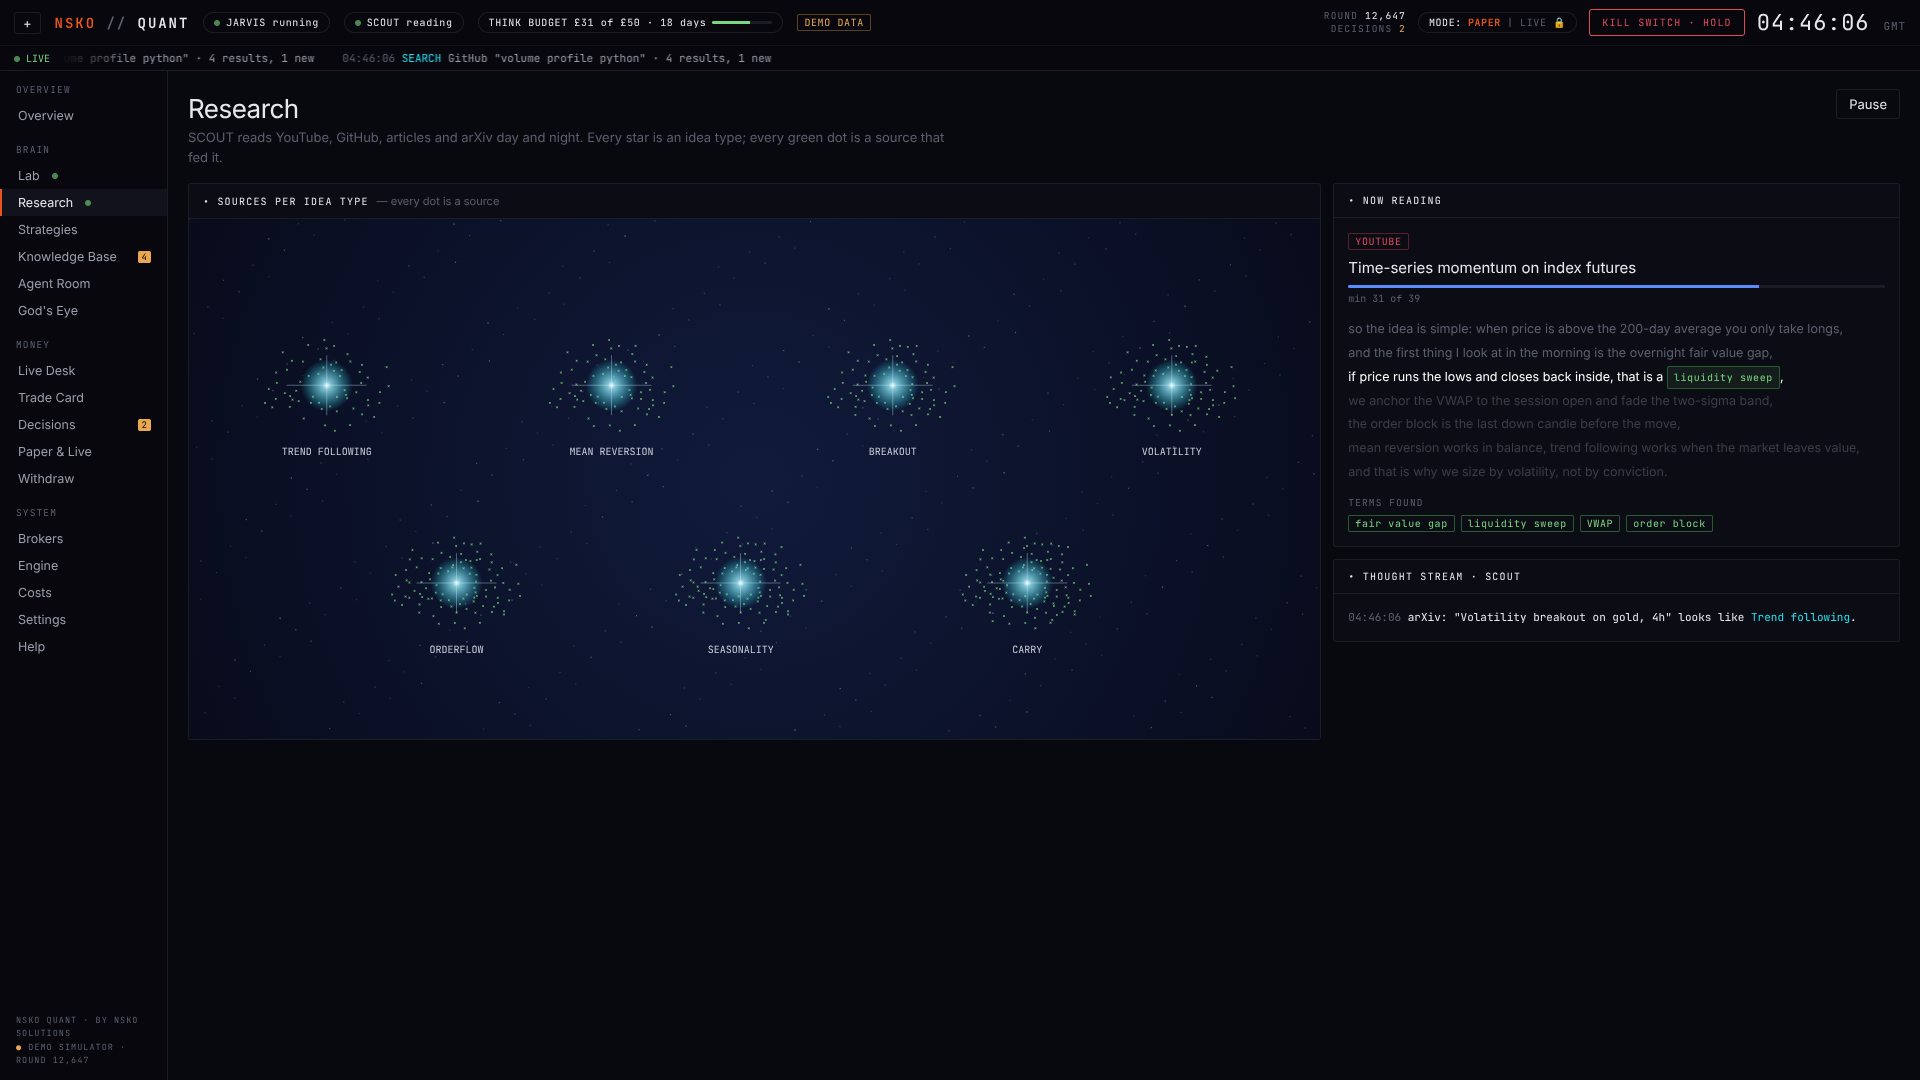 + NSKO // QUANT JARVIS running SCOUT reading THINK BUDGET £31 of £50 · 18 days DEMO DATA ROUND 12,647 DECISIONS 2 MODE: PAPER | LIVE 🔒 KILL SWITCH · HOLD 04:46:06 GMT
LIVE me profile python" · 4 results, 1 new 04:46:06 SEARCH GitHub "volume profile python" · 4 results, 1 new
OVERVIEW
Overview
BRAIN
Lab
Research
Strategies
Knowledge Base 4
Agent Room
God's Eye
MONEY
Live Desk
Trade Card
Decisions 2
Paper & Live
Withdraw
SYSTEM
Brokers
Engine
Costs
Settings
Help
NSKO QUANT · BY NSKO
SOLUTIONS
DEMO SIMULATOR ·
ROUND 12,647
Research
Pause
SCOUT reads YouTube, GitHub, articles and arXiv day and night. Every star is an idea type; every green dot is a source that
fed it.
• SOURCES PER IDEA TYPE — every dot is a source
TREND FOLLOWING
MEAN REVERSION
BREAKOUT
VOLATILITY
ORDERFLOW
SEASONALITY
CARRY
• NOW READING
YOUTUBE
Time-series momentum on index futures
min 31 of 39
so the idea is simple: when price is above the 200-day average you only take longs,
and the first thing I look at in the morning is the overnight fair value gap,
if price runs the lows and closes back inside, that is a liquidity sweep,
we anchor the VWAP to the session open and fade the two-sigma band,
the order block is the last down candle before the move,
mean reversion works in balance, trend following works when the market leaves value,
and that is why we size by volatility, not by conviction.
TERMS FOUND
fair value gap liquidity sweep VWAP order block
• THOUGHT STREAM · SCOUT
04:46:06 arXiv: "Volatility breakout on gold, 4h" looks like Trend following.